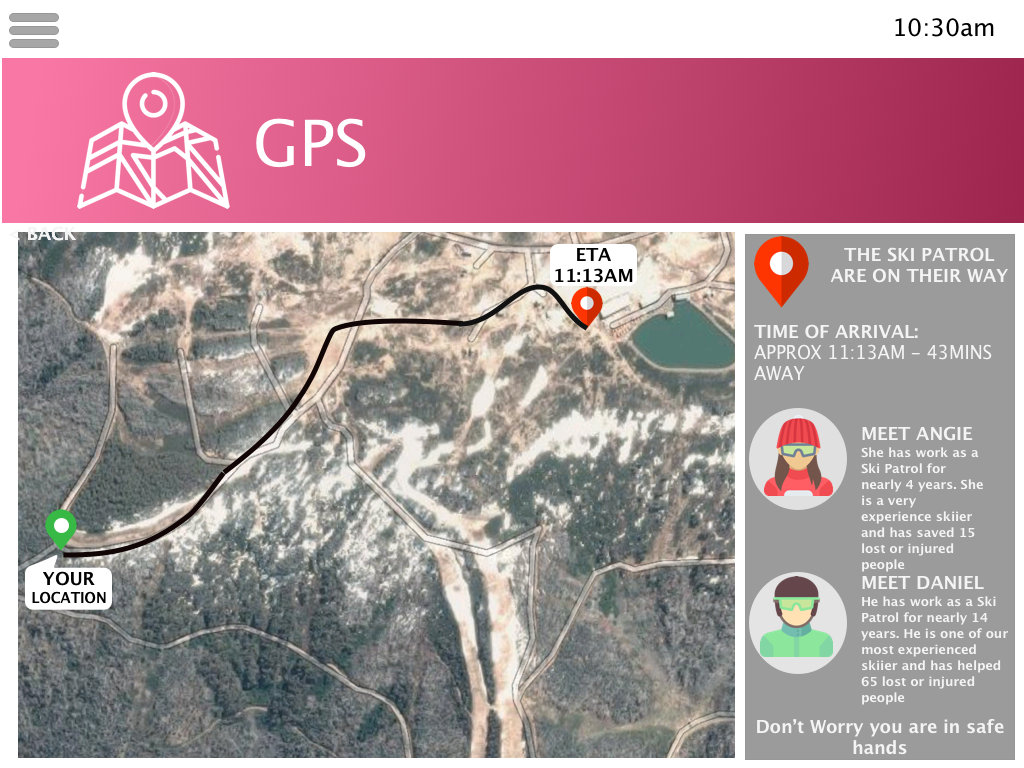 10:30am
GPS
< BACK
ETA
11:13AM
YOUR
LOCATION
THE SKI PATROL
ARE ON THEIR WAY
TIME OF ARRIVAL:
APPROX 11:13AM – 43MINS
AWAY
MEET ANGIE
She has work as a
Ski Patrol for
nearly 4 years. She
is a very
experience skiier
and has saved 15
lost or injured
people
MEET DANIEL
He has work as a Ski
Patrol for nearly 14
years. He is one of our
most experienced
skiier and has helped
65 lost or injured
people
Don't Worry you are in safe
hands